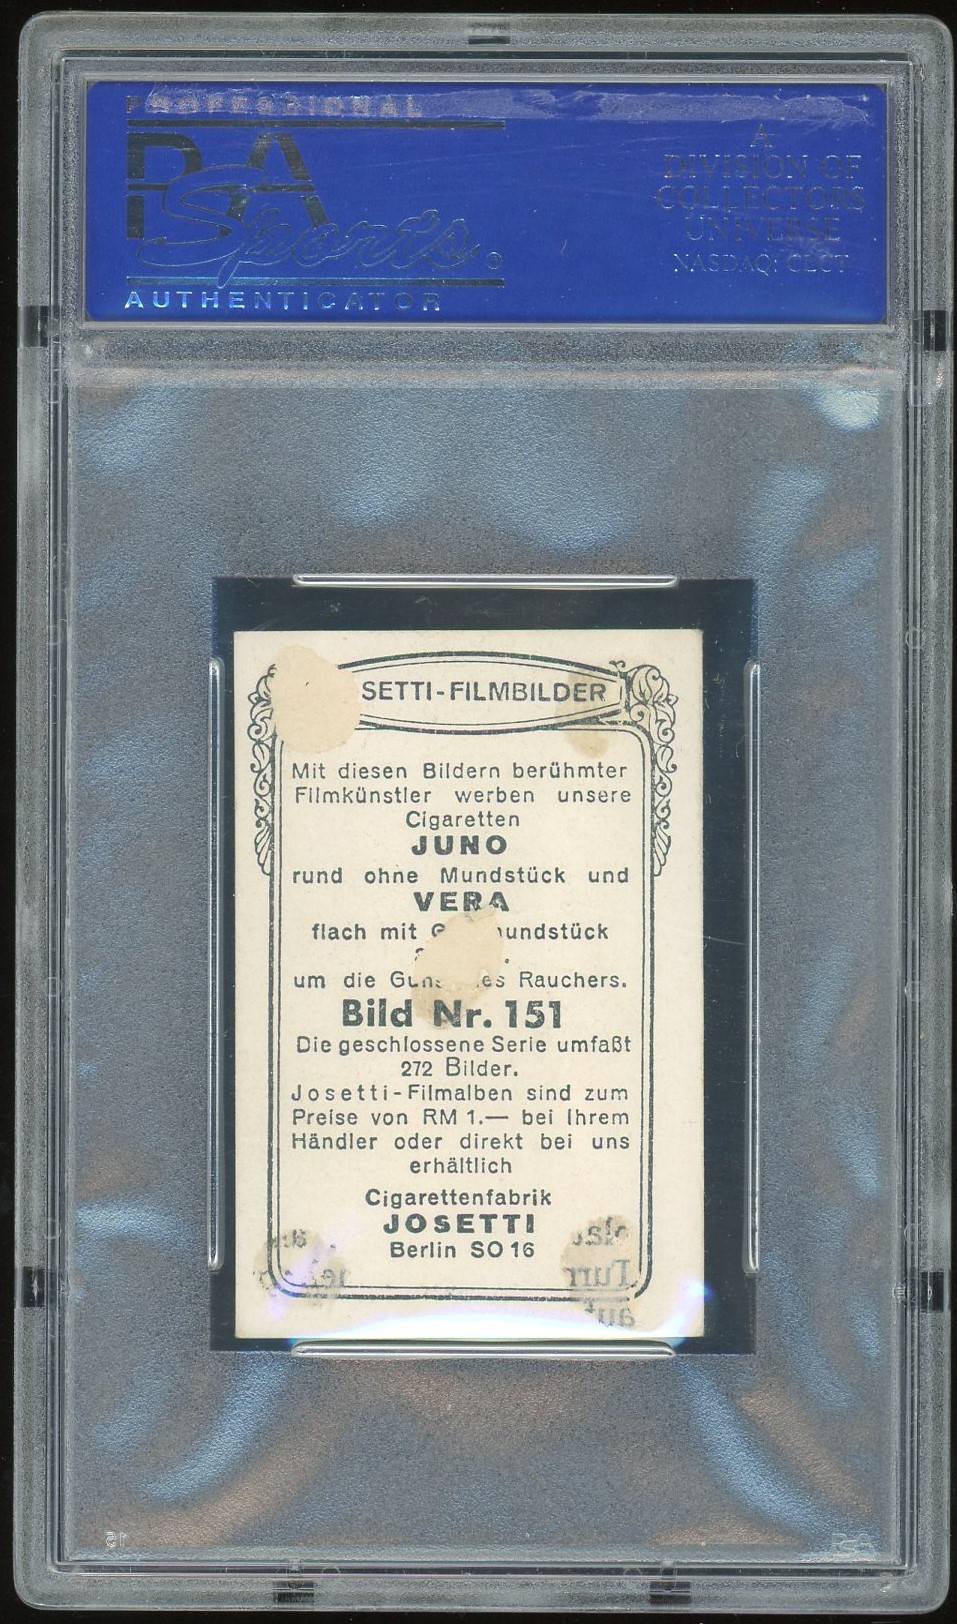 PROFESSIONAL
PSA
Sports®
AUTHENTICATOR
A
DIVISION OF
COLLECTORS
UNIVERSE
NASDAQ: CLCT
SETTI-FILMBILDER
Mit diesen Bildern berühmter
Filmkünstler werben unsere
Cigaretten
JUNO
rund ohne Mundstück und
VERA
flach mit
um die Rauchers.
Bild Nr. 151
Die geschlossene Serie umfaßt
272 Bilder.
Josetti-Filmalben sind zum
Preise von RM 1.— bei Ihrem
Händler oder direkt bei uns
erhältlich
Cigarettenfabrik
JOSETTI
Berlin SO 16
Turr
auf
PSA